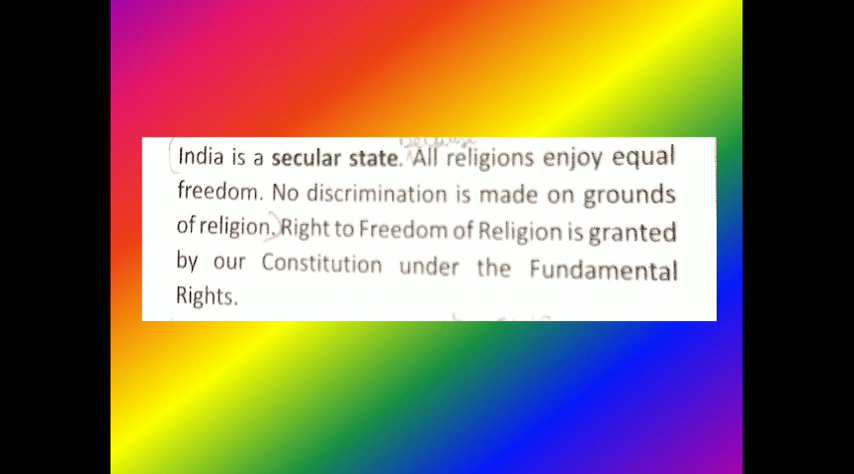 because
India is a secular state. ^All religions enjoy equal
freedom. No discrimination is made on grounds
of religion. Right to Freedom of Religion is granted
by our Constitution under the Fundamental
Rights.